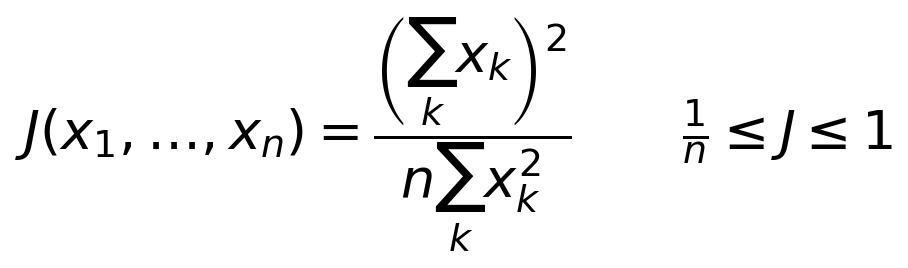 J(x₁, ..., xₙ) = (∑ₖ xₖ)² / (n ∑ₖ xₖ²)    1/n ≤ J ≤ 1